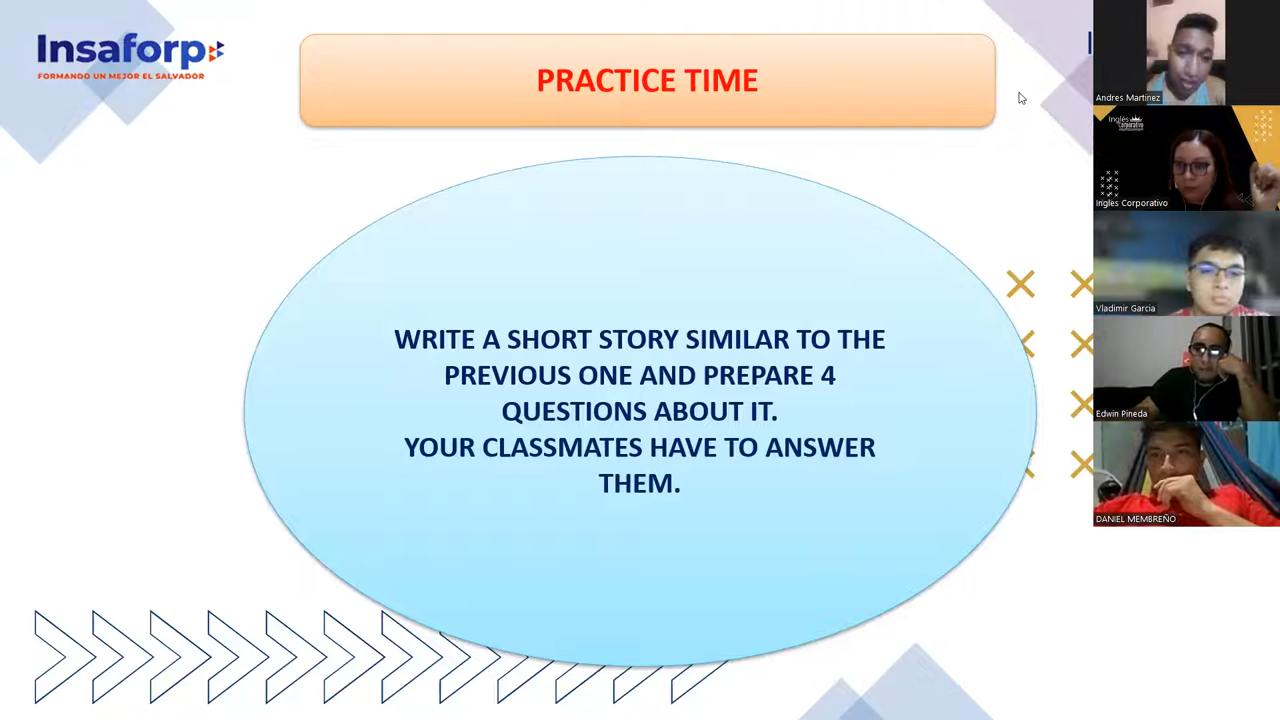 Insaforp
FORMANDO UN MEJOR EL SALVADOR
PRACTICE TIME
WRITE A SHORT STORY SIMILAR TO THE
PREVIOUS ONE AND PREPARE 4
QUESTIONS ABOUT IT.
YOUR CLASSMATES HAVE TO ANSWER
THEM.
Andres Martinez
Inglés
Corporativo
Ingles Corporativo
Vladimir Garcia
Edwin Pineda
DANIEL MEMBREÑO